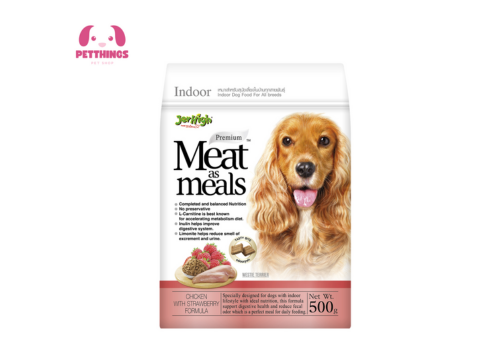 PETTHINGS
PET SHOP
Indoor
Indoor Dog Food For All breeds
JerHigh
Premium
Meat
as
meals
Completed and balanced Nutrition
No preservative
L-Carnitine is best known
for accelerating metabolism diet.
Inulin helps improve
digestive system.
Limonite helps reduce smell of
excrement and urine.
CHICKEN
WITH STRAWBERRY
FORMULA
Specially designed for dogs with indoor
lifestyle with ideal nutrition, this formula
support digestive health and reduce fecal
odor which is a perfect meal for daily feeding.
Net Wt.
500g